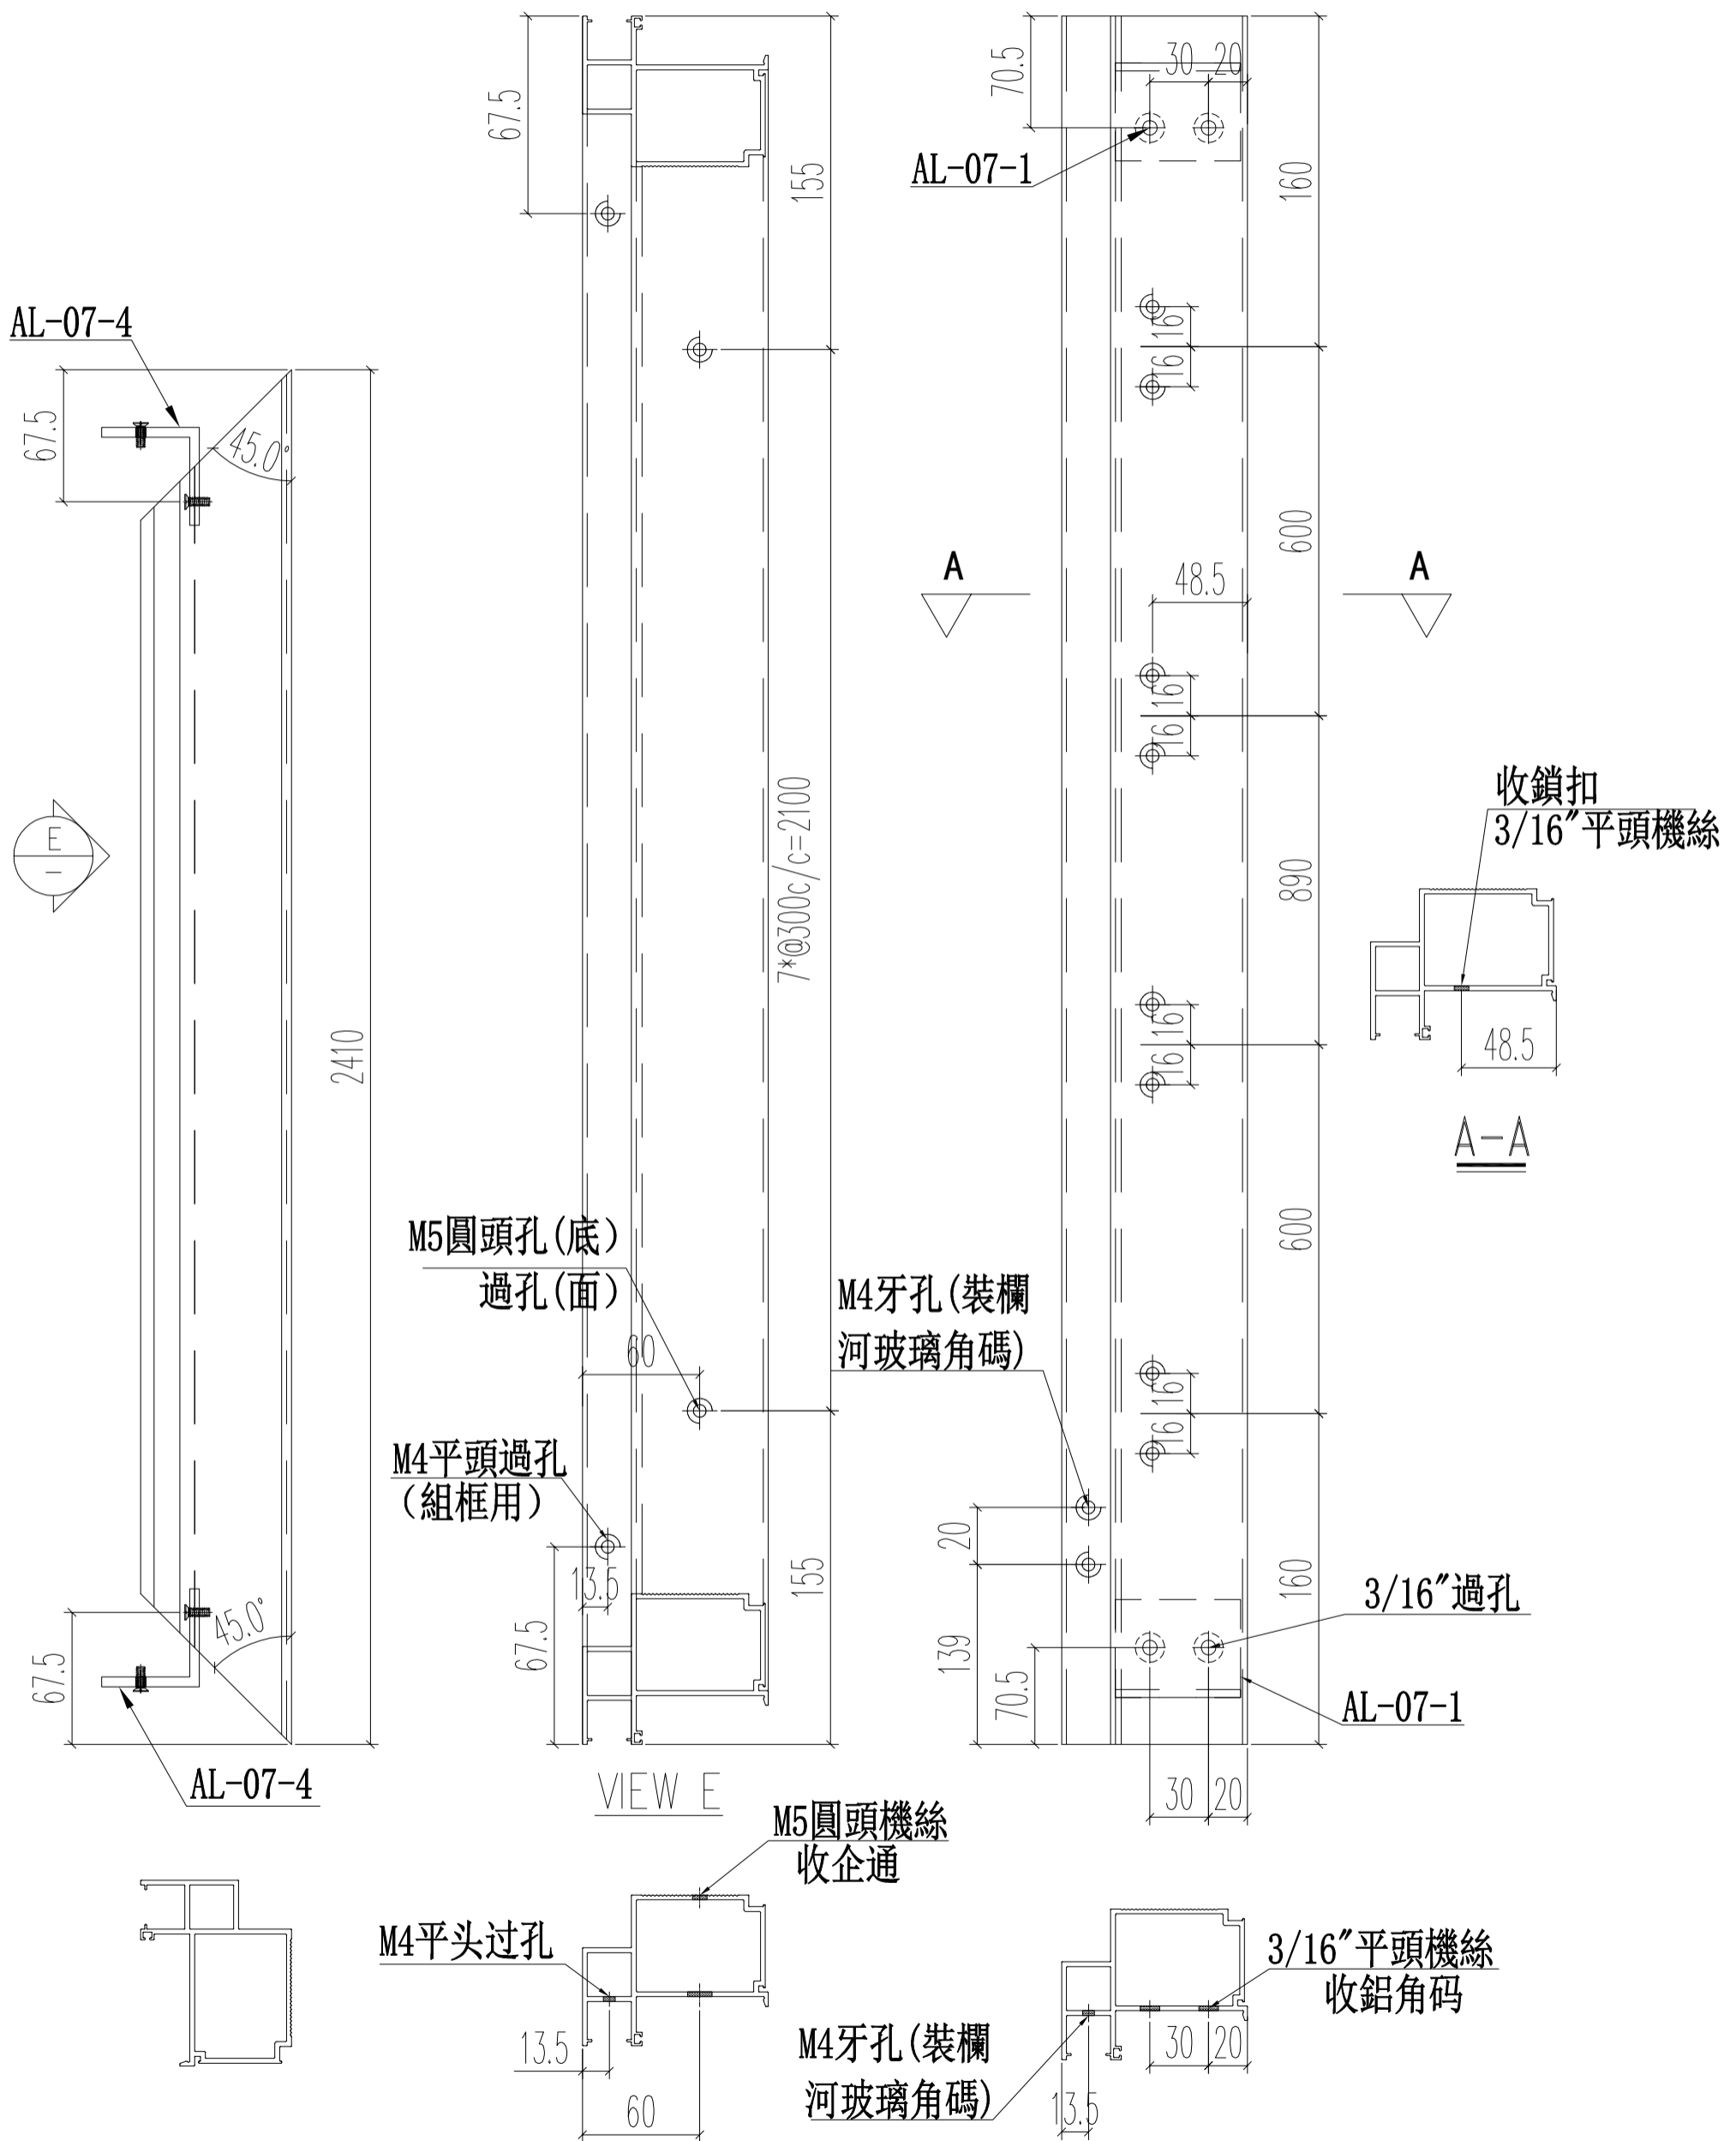 AL-07-4
67.5
45.0°
E
-
2410
45.0°
67.5
AL-07-4
67.5
155
7*@300c/c=2100
M5圓頭孔(底)
過孔(面)
60
M4平頭過孔
(組框用)
13.5
67.5
155
VIEW E
70.5
30
20
AL-07-1
160
16
16
600
A
A
48.5
16
16
890
16
16
600
M4牙孔(裝欄
河玻璃角碼)
16
16
20
139
70.5
160
3/16"過孔
AL-07-1
30
20
收鎖扣
3/16"平頭機絲
48.5
A-A
M5圓頭機絲
收企通
M4平头过孔
13.5
60
3/16"平頭機絲
收鋁角码
M4牙孔(裝欄
河玻璃角碼)
30
20
13.5